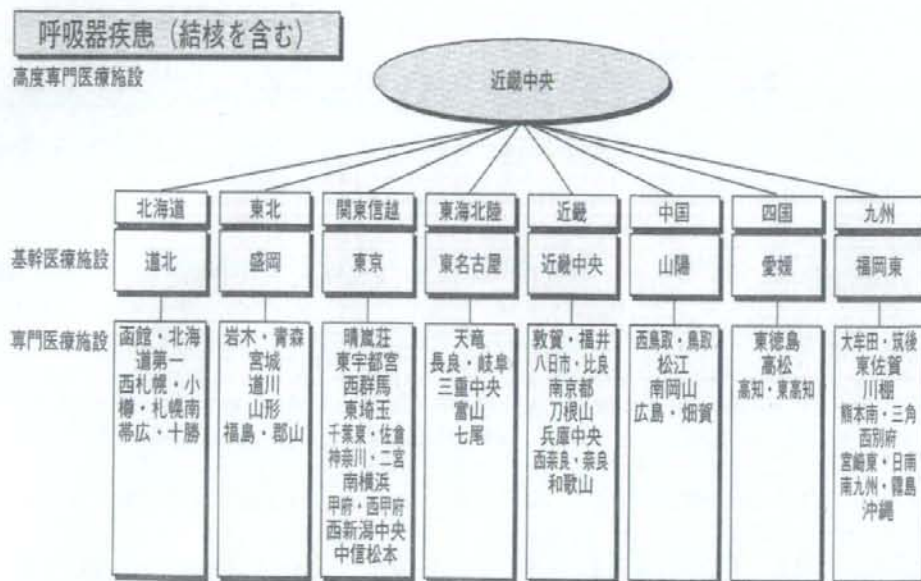 呼吸器疾患（結核を含む）
高度専門医療施設
近畿中央
北海道
東北
関東信越
東海北陸
近畿
中国
四国
九州
基幹医療施設
道北
盛岡
東京
東名古屋
近畿中央
山陽
愛媛
福岡東
専門医療施設
函館・北海
道第一
西札幌・小
樽・札幌南
帯広・十勝
岩木・青森
宮城
道川
山形
福島・郡山
晴嵐荘
東宇都宮
西群馬
東埼玉
千葉東・佐倉
神奈川・二宮
南横浜
甲府・西甲府
西新潟中央
中信松本
天竜
長良・岐阜
三重中央
富山
七尾
敦賀・福井
八日市・比良
南京都
刀根山
兵庫中央
西奈良・奈良
和歌山
西鳥取・鳥取
松江
南岡山
広島・畑賀
東徳島
高松
高知・東高知
大牟田・筑後
東佐賀
川棚
熊本南・三角
西別府
宮崎東・日南
南九州・霧島
沖縄